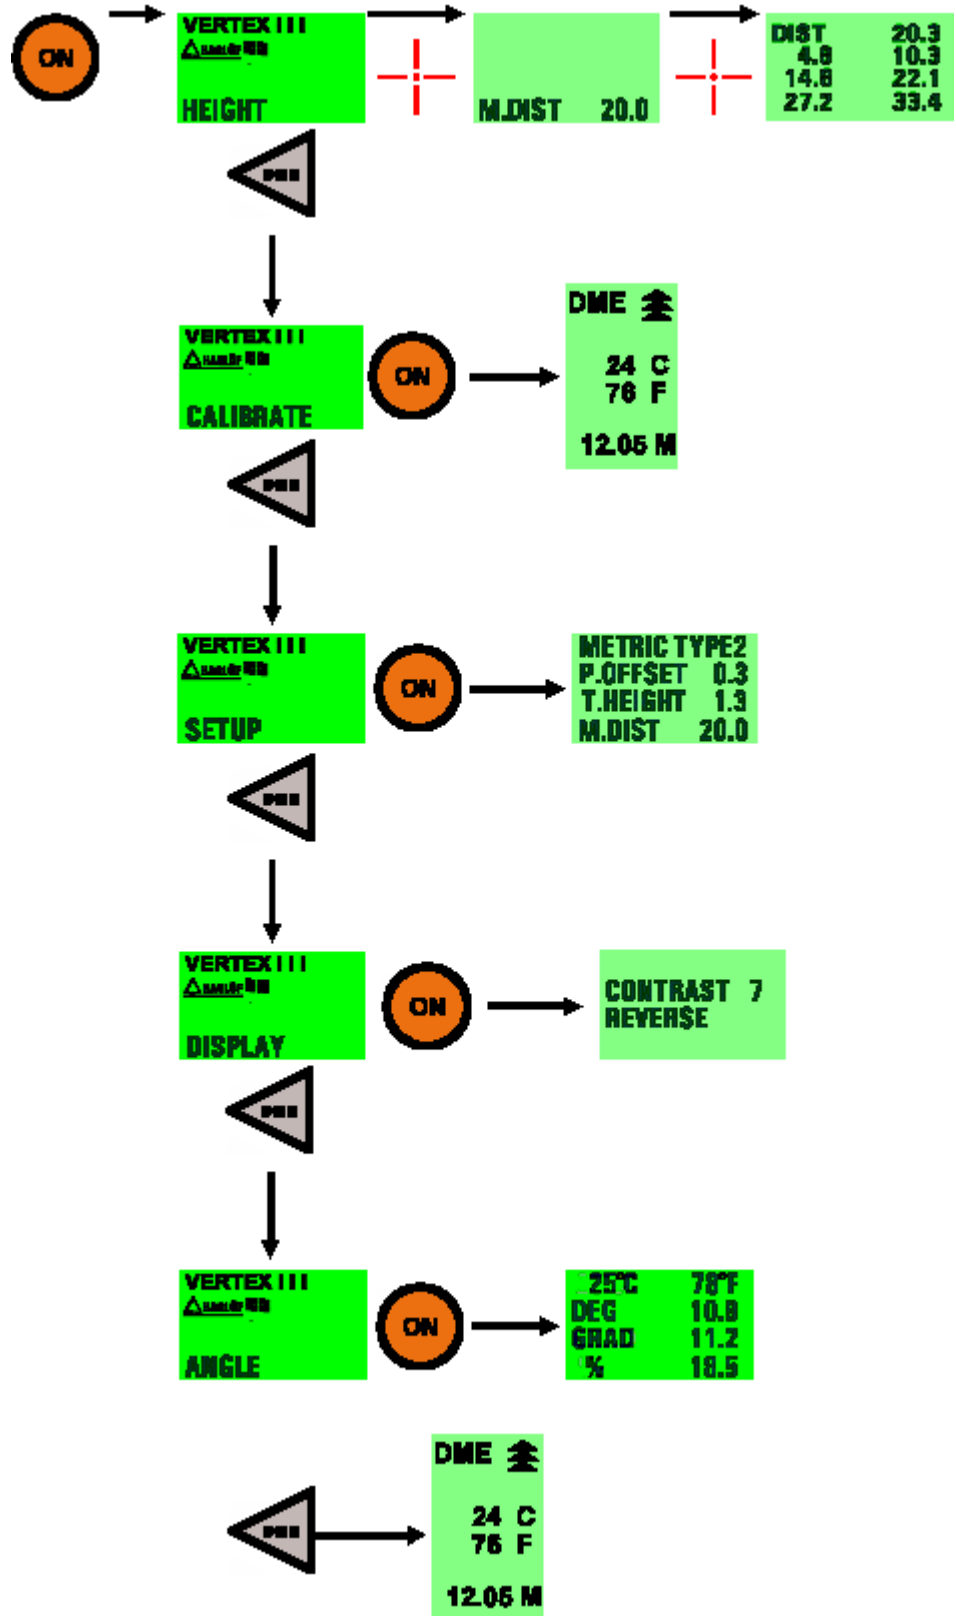 ON
VERTEX III
HEIGHT
M.DIST 20.0
DIST 20.3
4.8 10.3
14.8 22.1
27.2 33.4
VERTEX III
CALIBRATE
ON
DME
24 C
76 F
12.05 M
VERTEX III
SETUP
ON
METRIC TYPE2
P.OFFSET 0.3
T.HEIGHT 1.3
M.DIST 20.0
VERTEX III
DISPLAY
ON
CONTRAST 7
REVERSE
VERTEX III
ANGLE
ON
25°C 78°F
DEG 10.8
GRAD 11.2
% 18.5
DME
24 C
76 F
12.05 M